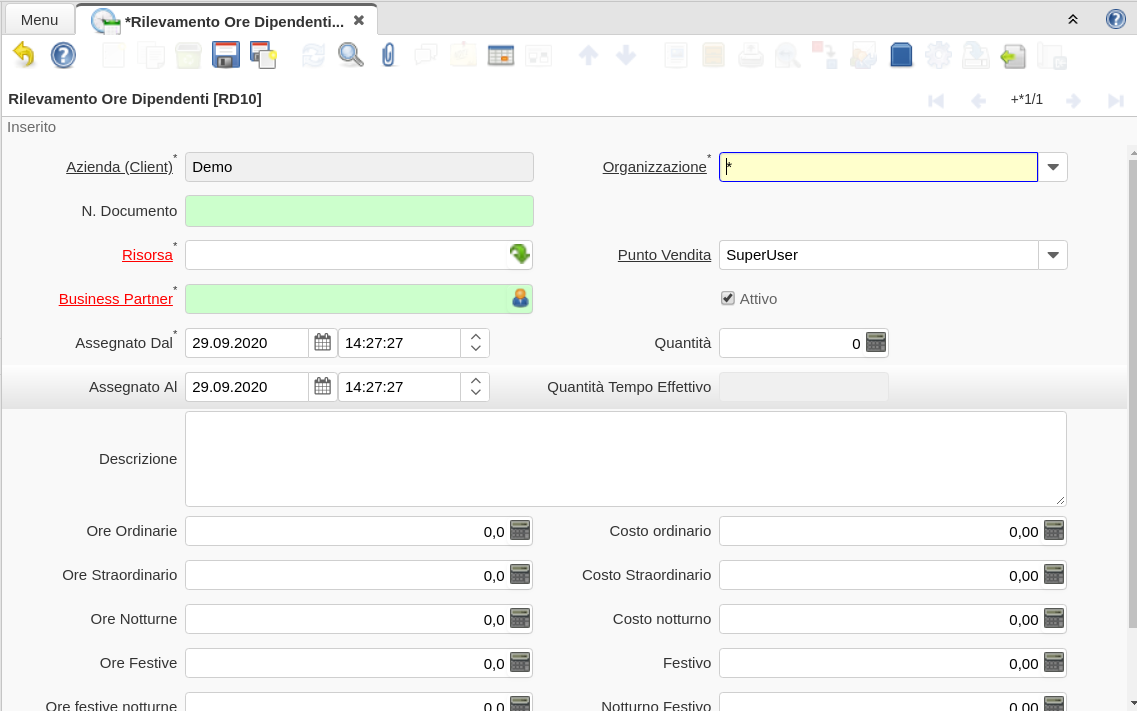 Menu
*Rilevamento Ore Dipendenti...
Rilevamento Ore Dipendenti [RD10]
+*1/1
Inserito
Azienda (Client)* Demo Organizzazione* *
N. Documento
Risorsa* Punto Vendita SuperUser
Business Partner* Attivo
Assegnato Dal* 29.09.2020 14:27:27 Quantità 0
Assegnato Al 29.09.2020 14:27:27 Quantità Tempo Effettivo
Descrizione
Ore Ordinarie 0,0 Costo ordinario 0,00
Ore Straordinario 0,0 Costo Straordinario 0,00
Ore Notturne 0,0 Costo notturno 0,00
Ore Festive 0,0 Festivo 0,00
Ore festive notturne 0,0 Notturno Festivo 0,00